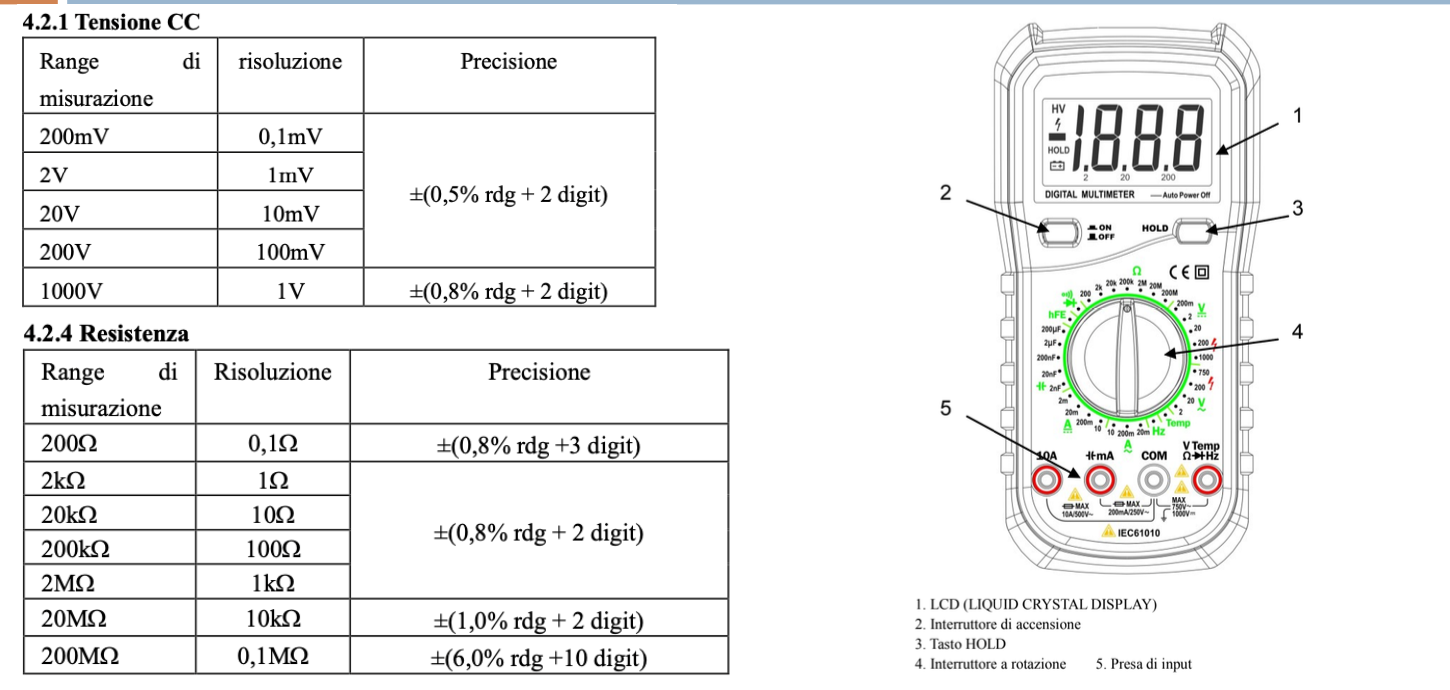 4.2.1 Tensione CC
Range di misurazione risoluzione Precisione
200mV 0,1mV ±(0,5% rdg + 2 digit)
2V 1mV
20V 10mV
200V 100mV
1000V 1V ±(0,8% rdg + 2 digit)
4.2.4 Resistenza
Range di misurazione Risoluzione Precisione
200Ω 0,1Ω ±(0,8% rdg +3 digit)
2kΩ 1Ω ±(0,8% rdg + 2 digit)
20kΩ 10Ω
200kΩ 100Ω
2MΩ 1kΩ
20MΩ 10kΩ ±(1,0% rdg + 2 digit)
200MΩ 0,1MΩ ±(6,0% rdg +10 digit)
HV
HOLD
1.8.8.8
2 20 200
DIGITAL MULTIMETER Auto Power Off
ON
OFF
HOLD
CE
Ω
200 2k 20k 200k 2M 20M 200M
200m V
2
20
200
1000
750
200
20 V
2
Temp
Hz
20m
200m
10
A
10
200m
A
20m
2m
2nF
20nF
200nF
2µF
200µF
hFE
10A mA COM V Temp
Ω Hz
MAX
10A/500V~
MAX
200mA/250V~
MAX
750V~
1000V
IEC61010
1
2
3
4
5
1. LCD (LIQUID CRYSTAL DISPLAY)
2. Interruttore di accensione
3. Tasto HOLD
4. Interruttore a rotazione 5. Presa di input